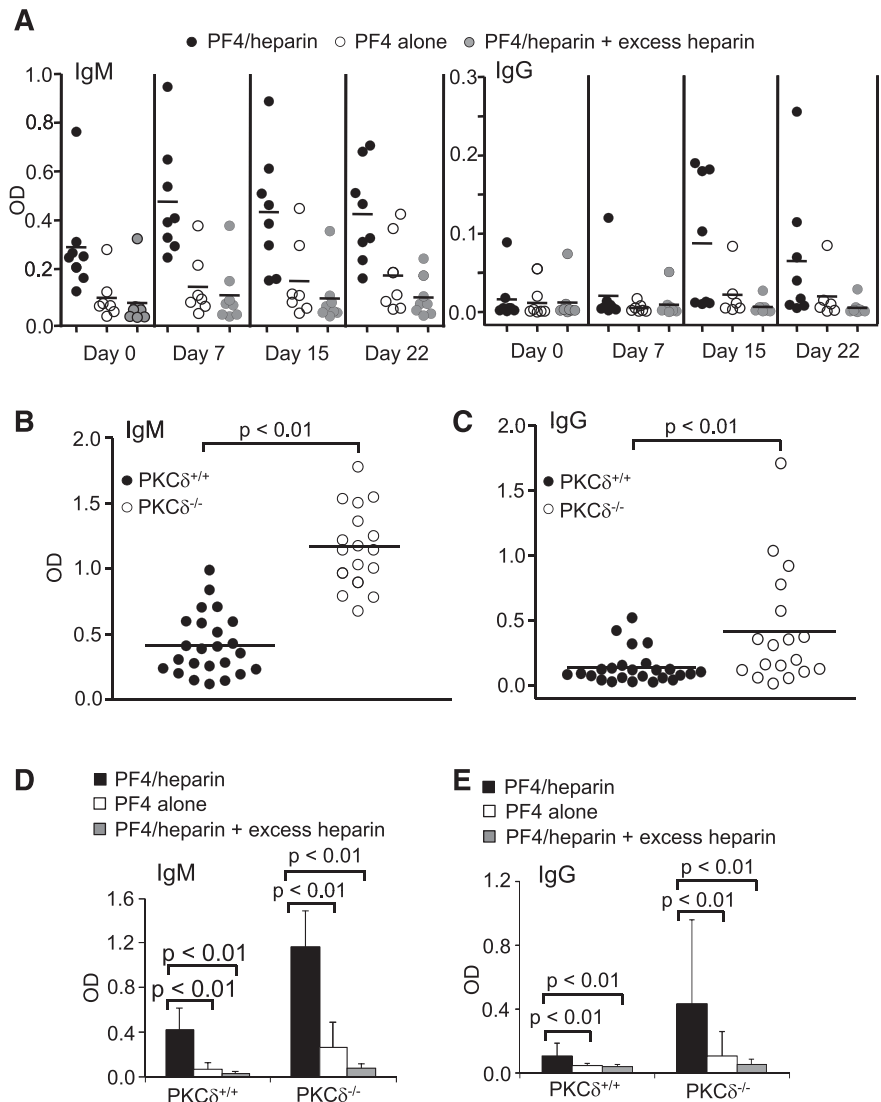 A
PF4/heparin PF4 alone PF4/heparin + excess heparin
IgM
IgG
OD
1.0
0.8
0.6
0.4
0.2
0.0
0.3
0.2
0.1
0.0
Day 0 Day 7 Day 15 Day 22
Day 0 Day 7 Day 15 Day 22
B
IgM
p < 0.01
PKCδ+/+
PKCδ-/-
OD
2.0
1.5
1.0
0.5
0.0
C
IgG
p < 0.01
PKCδ+/+
PKCδ-/-
2.0
1.5
1.0
0.5
0.0
D
PF4/heparin
PF4 alone
PF4/heparin + excess heparin
IgM
p < 0.01
p < 0.01
p < 0.01
p < 0.01
OD
1.6
1.2
0.8
0.4
0.0
PKCδ+/+ PKCδ-/-
E
PF4/heparin
PF4 alone
PF4/heparin + excess heparin
IgG
p < 0.01
p < 0.01
p < 0.01
p < 0.01
OD
1.2
0.8
0.4
0.0
PKCδ+/+ PKCδ-/-